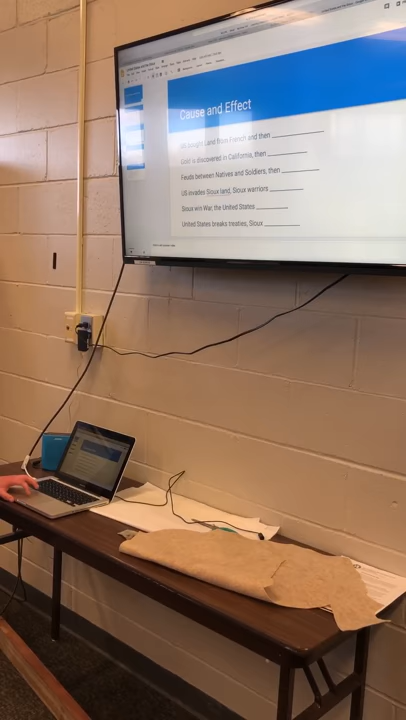 Cause and Effect
US bought Land from French and then
Gold is discovered in California, then
Feuds between Natives and Soldiers, then
US invades Sioux land, Sioux warriors
Sioux win War, the United States
United States breaks treaties, Sioux